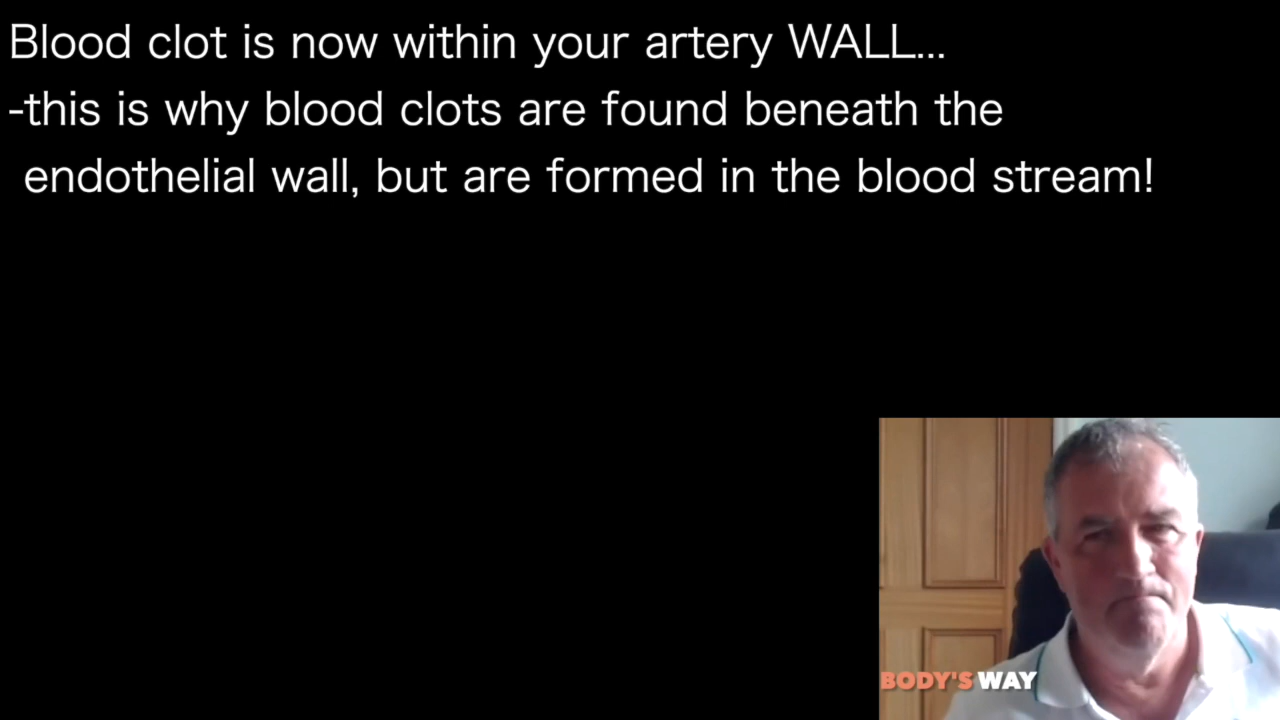 Blood clot is now within your artery WALL...
-this is why blood clots are found beneath the
endothelial wall, but are formed in the blood stream!
BODY'S WAY